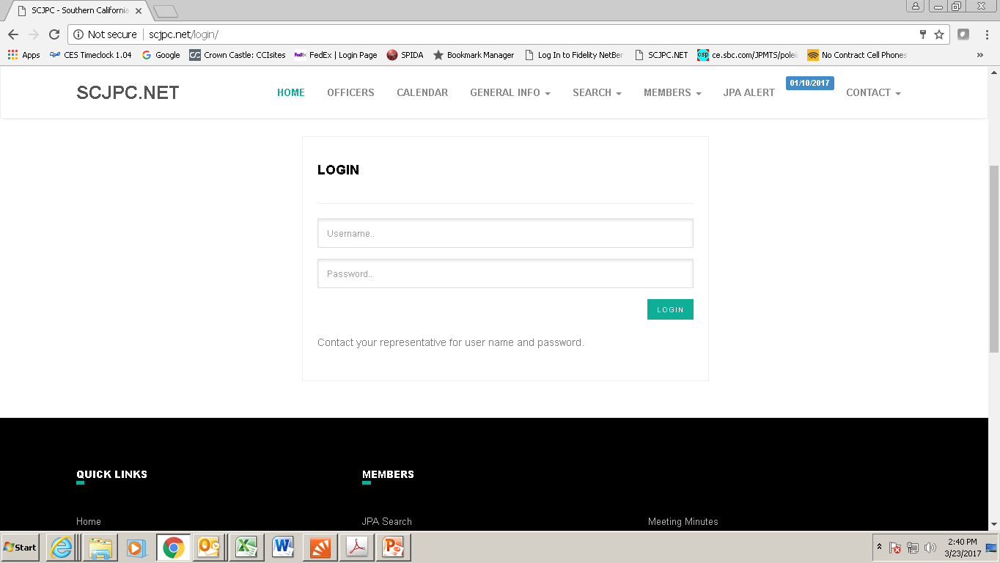 SCJPC - Southern California
Not secure scjpc.net/login/
Apps CES Timeclock 1.04 Google Crown Castle: CCIsites FedEx | Login Page SPIDA Bookmark Manager Log In to Fidelity NetBen SCJPC.NET ce.sbc.com/JPMTS/polein No Contract Cell Phones
01/10/2017
SCJPC.NET HOME OFFICERS CALENDAR GENERAL INFO SEARCH MEMBERS JPA ALERT CONTACT
LOGIN
Username..
Password..
LOGIN
Contact your representative for user name and password.
QUICK LINKS MEMBERS
Home JPA Search Meeting Minutes
Start
2:40 PM
3/23/2017